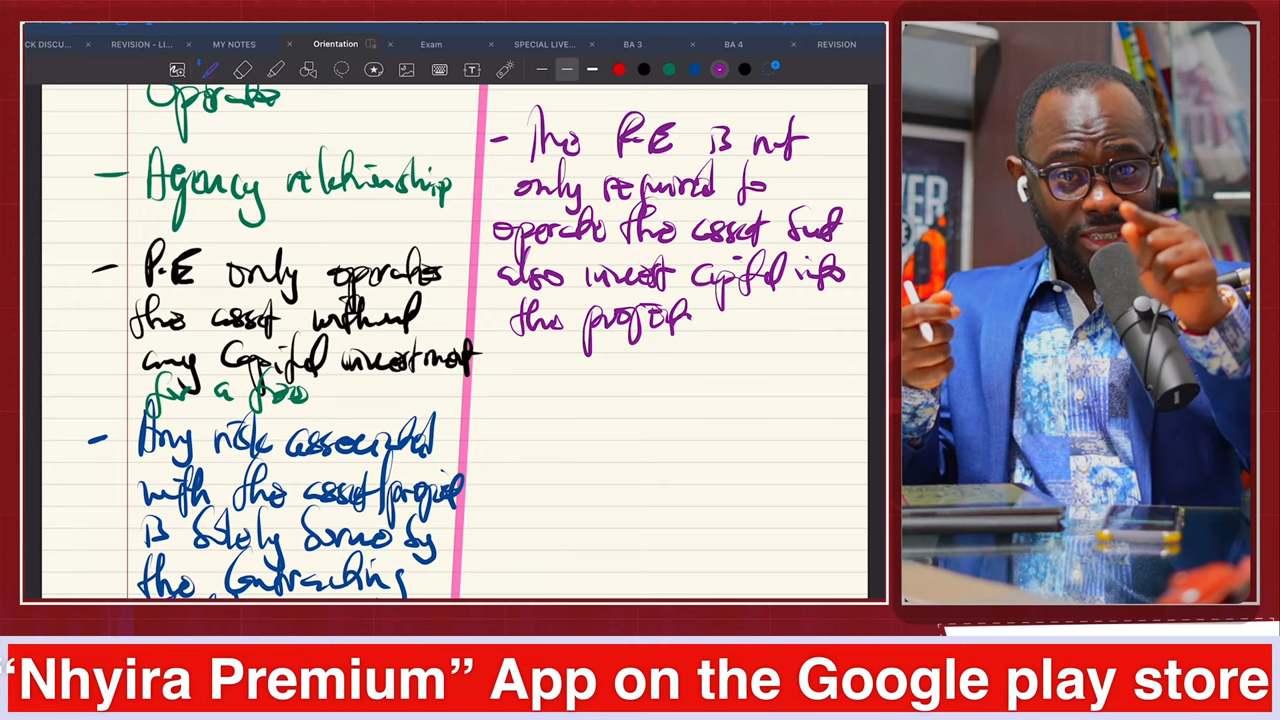 CK DISCU... × REVISION - LI... × MY NOTES × Orientation × Exam × SPECIAL LIVE... × BA 3 × BA 4 × REVISION
Operate
- Agency relationship
- P.E only operates
the asset without
any Capital investment
for a fee
- Any risk associated
with the asset/project
is Solely borne by
the Contracting
- The P.E is not
only required to
operate the asset but
also invest capital into
the project
“Nhyira Premium” App on the Google play store